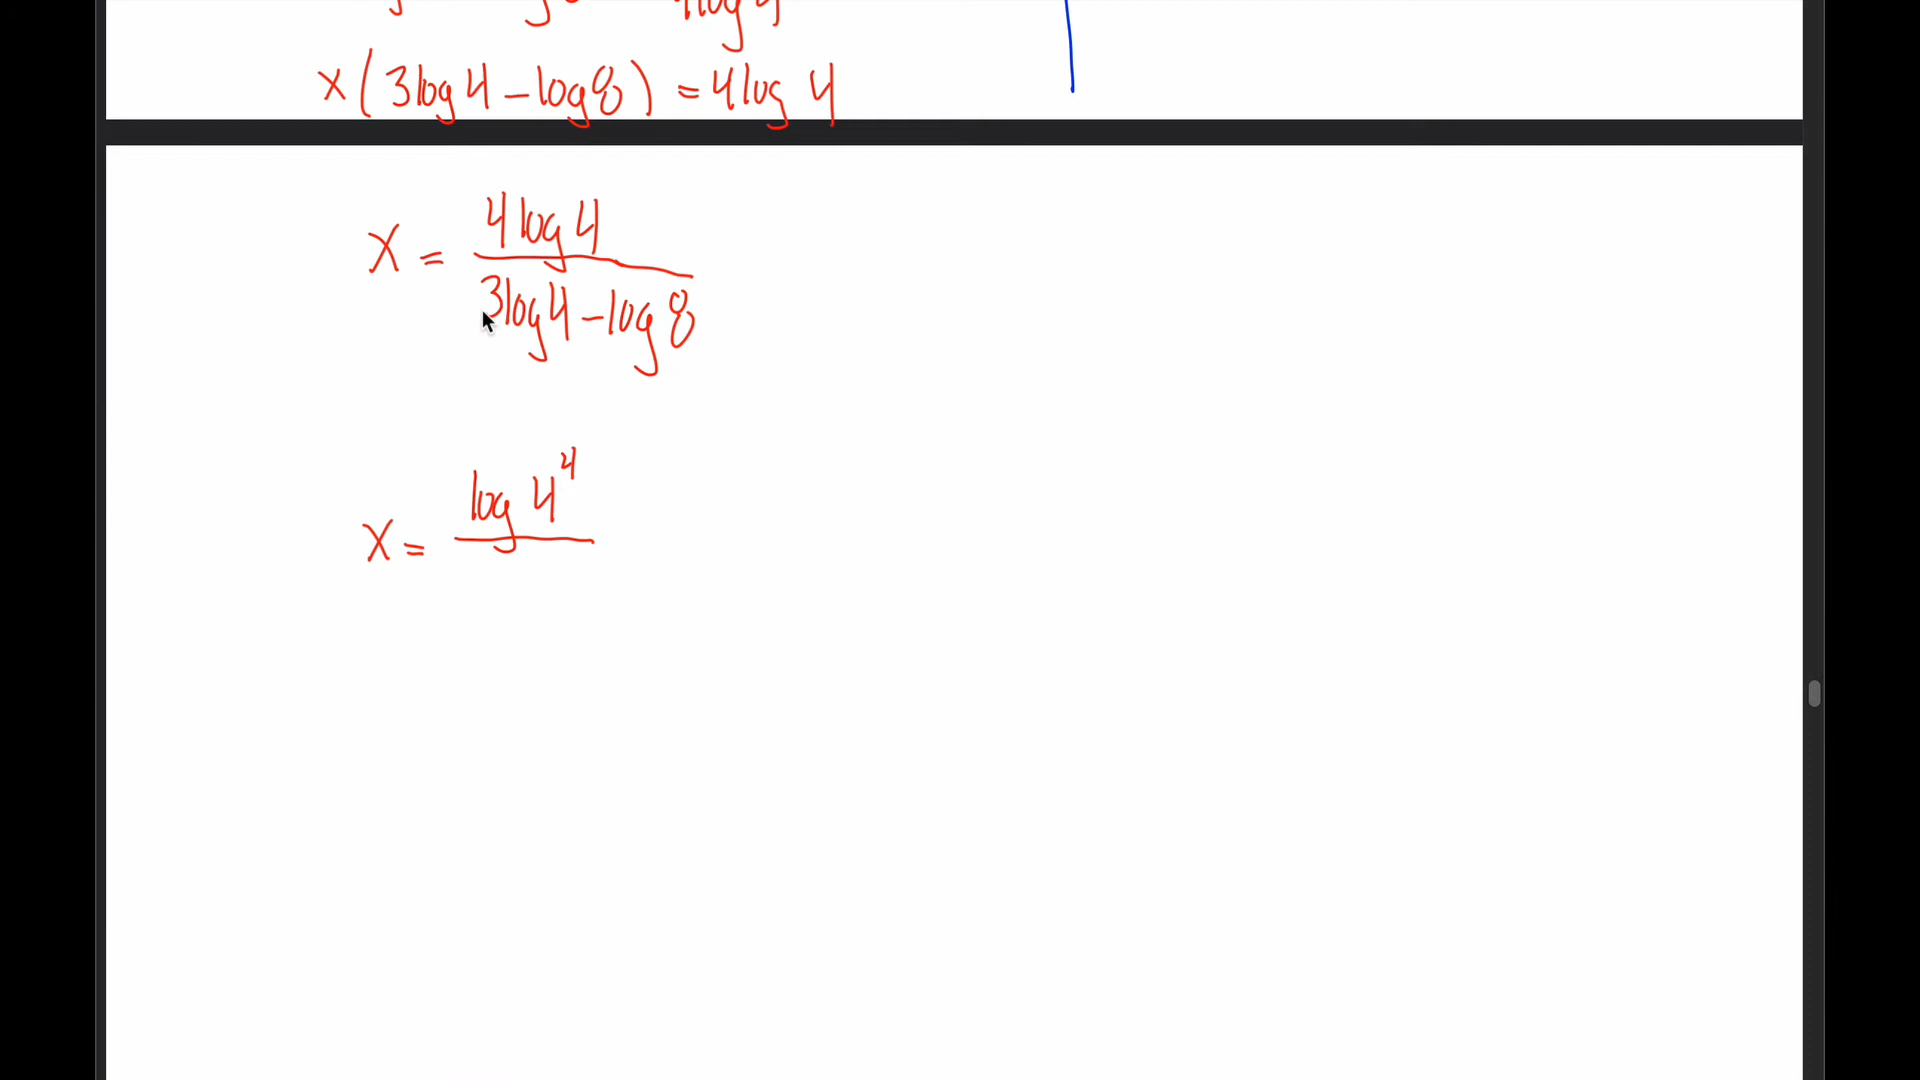 x(3log4-log8) = 4log4
x = 4log4 / 3log4-log8
x = log4⁴